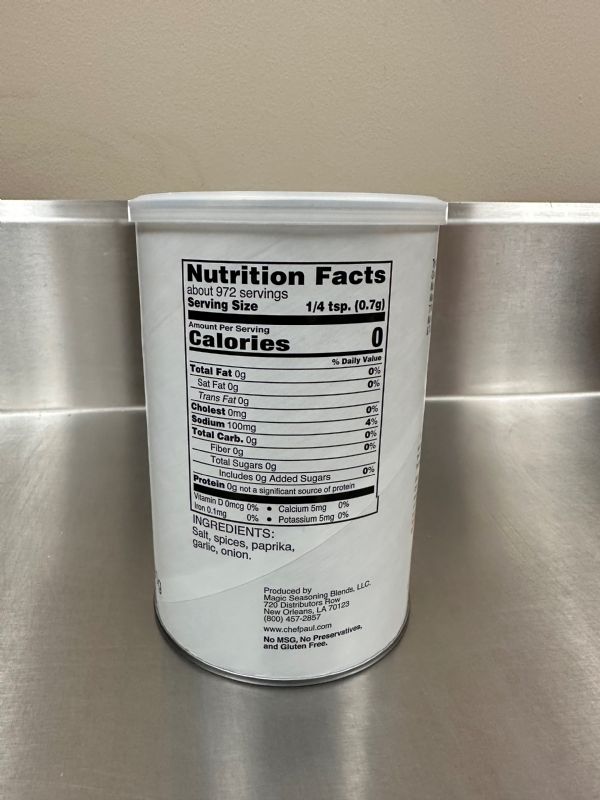 Nutrition Facts
about 972 servings
Serving Size 1/4 tsp. (0.7g)
Amount Per Serving
Calories 0
% Daily Value
Total Fat 0g 0%
Sat Fat 0g 0%
Trans Fat 0g
Cholest 0mg 0%
Sodium 100mg 4%
Total Carb. 0g 0%
Fiber 0g 0%
Total Sugars 0g
Includes 0g Added Sugars 0%
Protein 0g not a significant source of protein
Vitamin D 0mcg 0% • Calcium 5mg 0%
Iron 0.1mg 0% • Potassium 5mg 0%
INGREDIENTS:
Salt, spices, paprika,
garlic, onion.
Produced by
Magic Seasoning Blends, LLC.
720 Distributors Row
New Orleans, LA 70123
(800) 457-2857
www.chefpaul.com
No MSG, No Preservatives,
and Gluten Free.